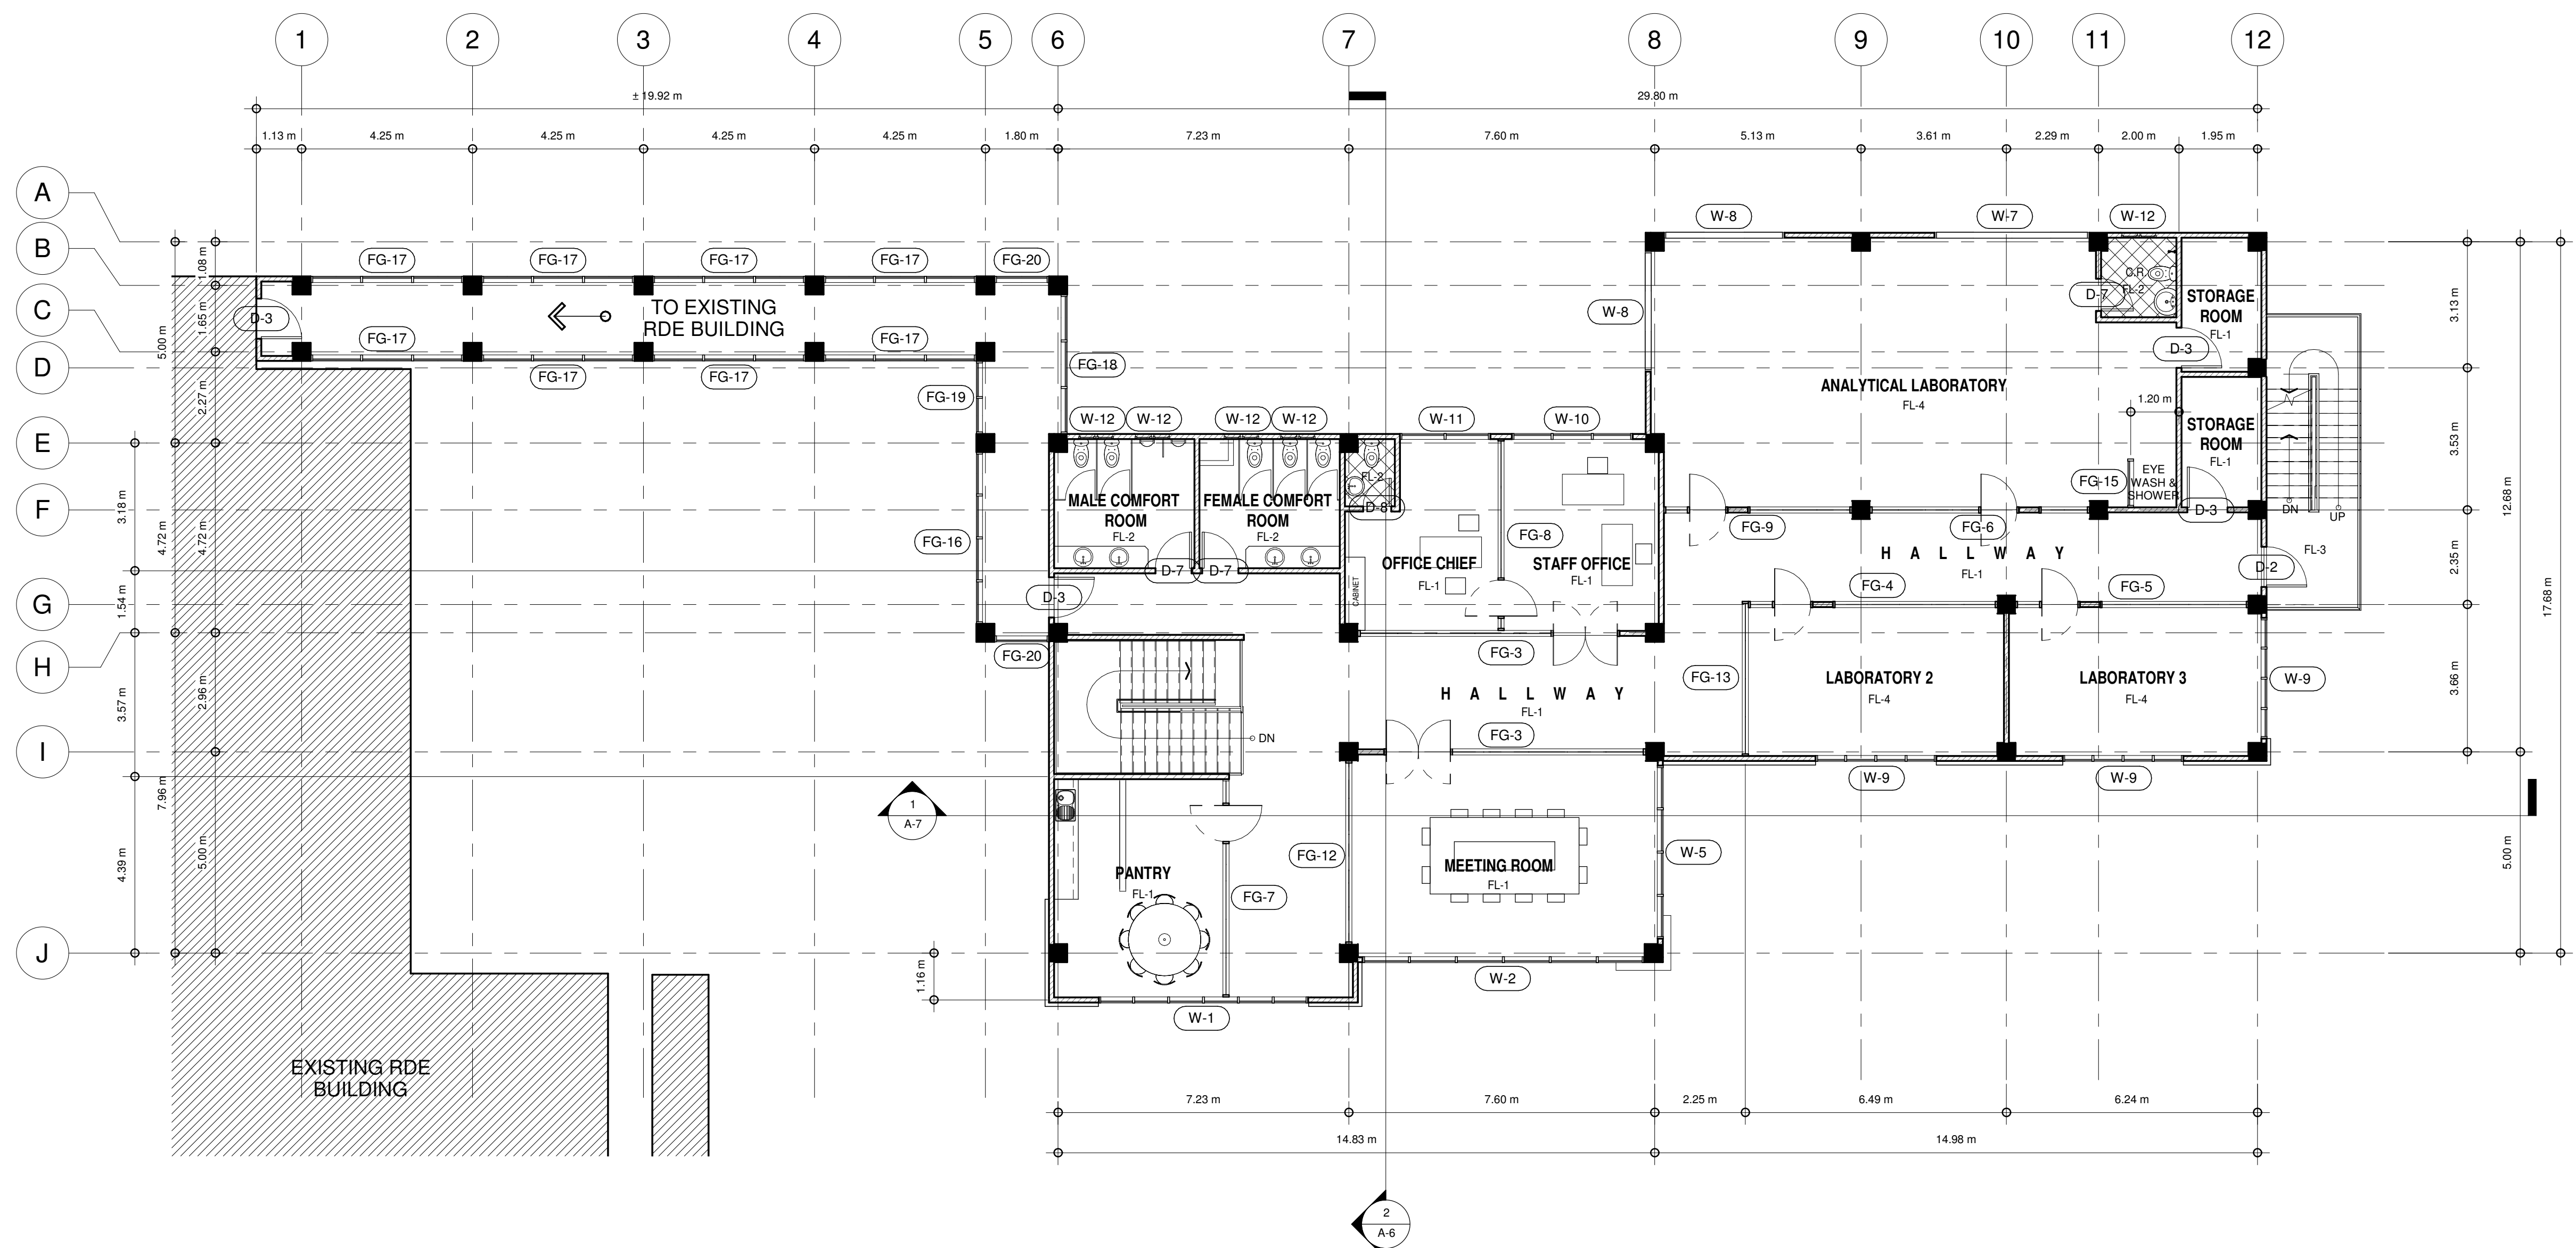 1 2 3 4 5 6 7 8 9 10 11 12
± 19.92 m 29.80 m
1.13 m 4.25 m 4.25 m 4.25 m 4.25 m 1.80 m 7.23 m 7.60 m 5.13 m 3.61 m 2.29 m 2.00 m 1.95 m
A
B
C
D
E
F
G
H
I
J
1.08 m
1.65 m
5.00 m
2.27 m
3.18 m
4.72 m
4.72 m
1.54 m
3.57 m
2.96 m
7.96 m
4.39 m
5.00 m
1.16 m
FG-17 FG-17 FG-17 FG-17 FG-20
D-3
TO EXISTING
RDE BUILDING
FG-17 FG-17
FG-17 FG-17
FG-18
FG-19
FG-16
FG-20
D-3
W-12 W-12 W-12 W-12
MALE COMFORT
ROOM
FL-2
FEMALE COMFORT
ROOM
FL-2
D-7 D-7
FL-2
D-8
W-11 W-10
OFFICE CHIEF
FL-1
CABINET
FG-8
STAFF OFFICE
FL-1
FG-3
H A L L W A Y
FL-1
FG-3
DN
W-8 W-7 W-12
W-8
C.R.
FL-2
D-7
STORAGE
ROOM
FL-1
D-3
ANALYTICAL LABORATORY
FL-4
1.20 m
STORAGE
ROOM
FL-1
FG-15
EYE
WASH &
SHOWER
D-3
DN
UP
FL-3
FG-9 FG-6
H A L L W A Y
FL-1
D-2
FG-4 FG-5
FG-13
LABORATORY 2
FL-4
LABORATORY 3
FL-4
W-9
W-9 W-9
1
A-7
PANTRY
FL-1
FG-7
FG-12
MEETING ROOM
FL-1
W-5
W-2
W-1
3.13 m
3.53 m
2.35 m
3.66 m
12.68 m
5.00 m
17.68 m
EXISTING RDE
BUILDING
7.23 m 7.60 m 2.25 m 6.49 m 6.24 m
14.83 m 14.98 m
2
A-6